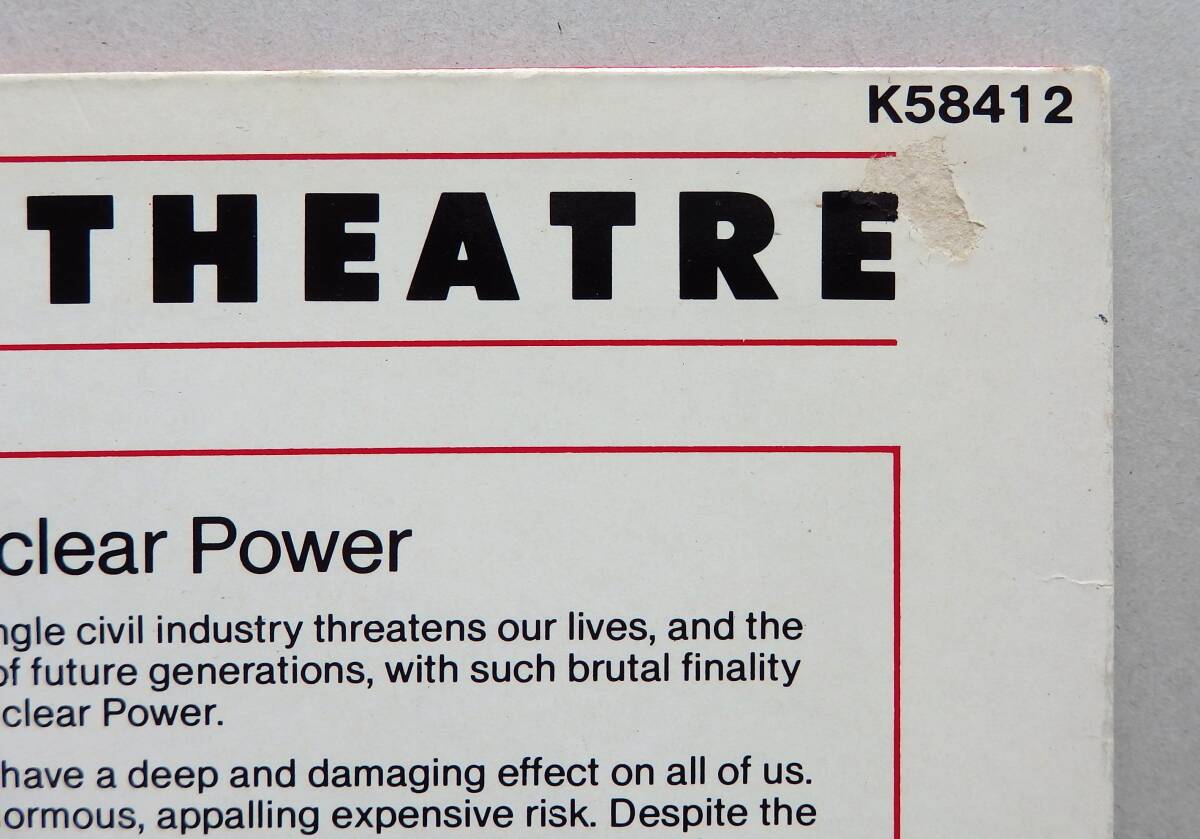 K58412
THEATRE
clear Power
ngle civil industry threatens our lives, and the
of future generations, with such brutal finality
clear Power.
have a deep and damaging effect on all of us.
normous, appalling expensive risk. Despite the